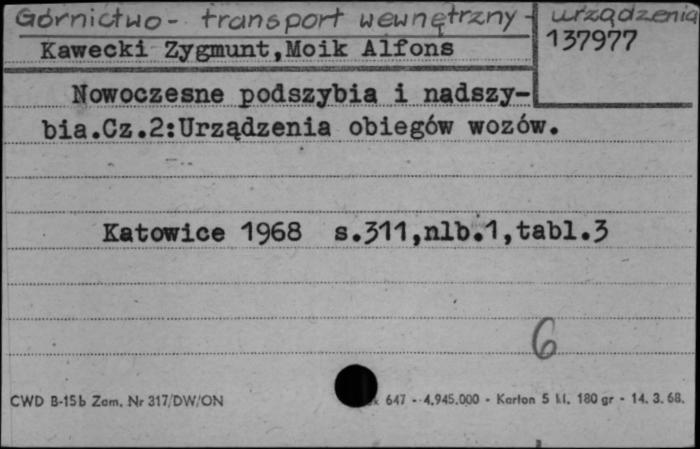 Górnictwo - transport wewnętrzny - urządzenia
Kawecki Zygmunt,Moik Alfons
137977
Nowoczesne podszybia i nadszy-
bia.Cz.2:Urządzenia obiegów wozów.
Katowice 1968 s.311,nlb.1,tabl.3
6
CWD B-15b Zam. Nr 317/DW/ON 647 - 4.945.000 - Karton 5 kl. 180 gr - 14. 3. 68.